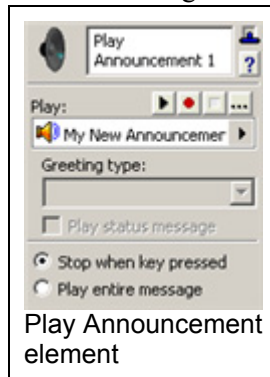 Play
Announcement 1
?
Play:
...
My New Announcemer
Greeting type:
Play status message
Stop when key pressed
Play entire message
Play Announcement
element